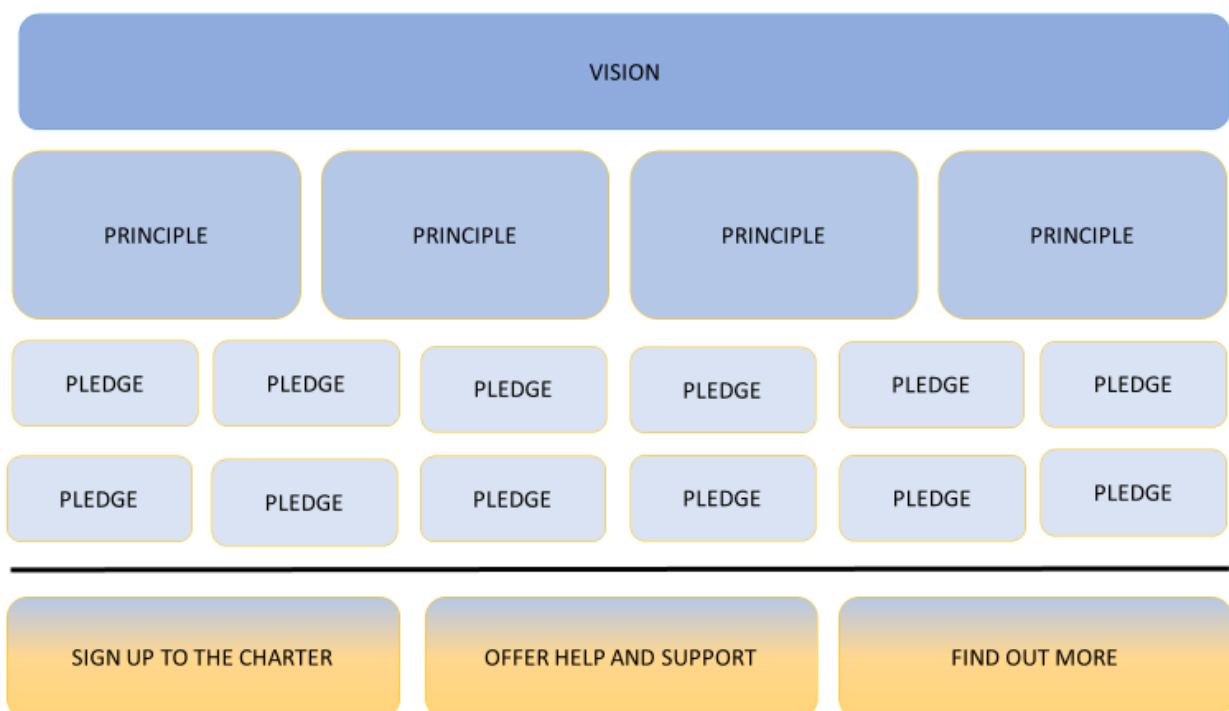 VISION
PRINCIPLE PRINCIPLE PRINCIPLE PRINCIPLE
PLEDGE PLEDGE PLEDGE PLEDGE PLEDGE PLEDGE
PLEDGE PLEDGE PLEDGE PLEDGE PLEDGE PLEDGE
SIGN UP TO THE CHARTER OFFER HELP AND SUPPORT FIND OUT MORE